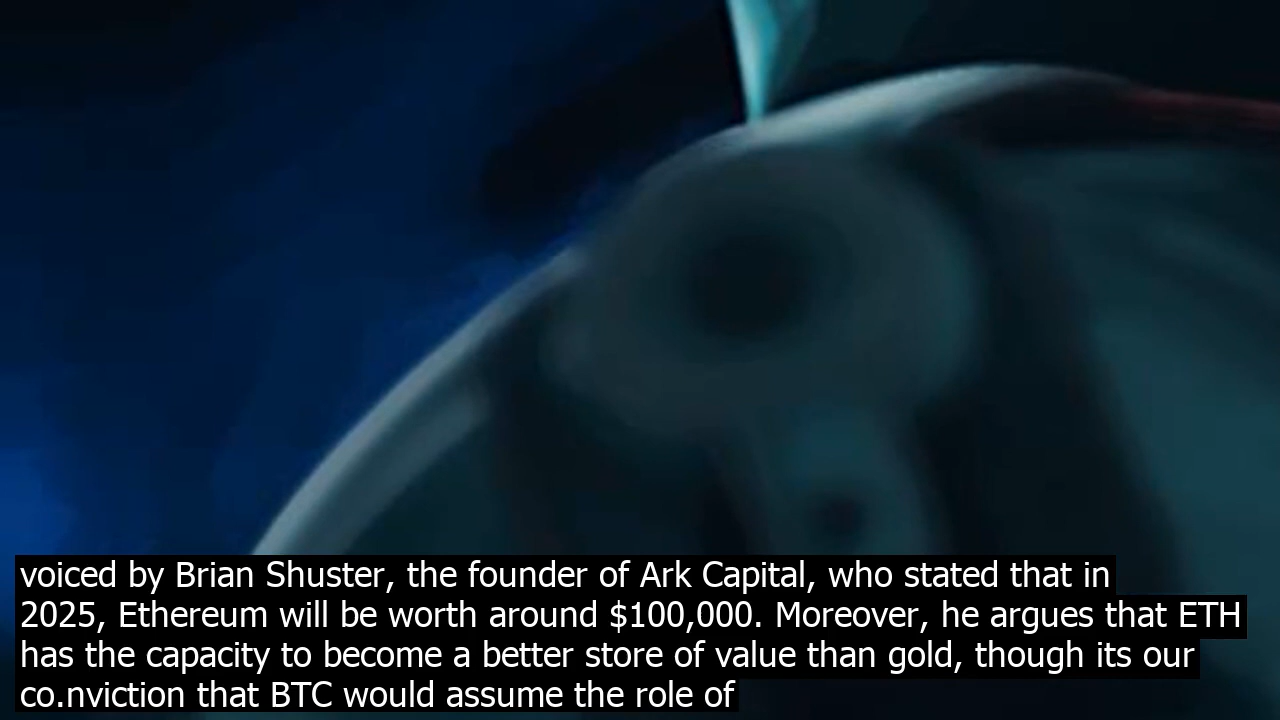 voiced by Brian Shuster, the founder of Ark Capital, who stated that in
2025, Ethereum will be worth around $100,000. Moreover, he argues that ETH
has the capacity to become a better store of value than gold, though its our
co.nviction that BTC would assume the role of